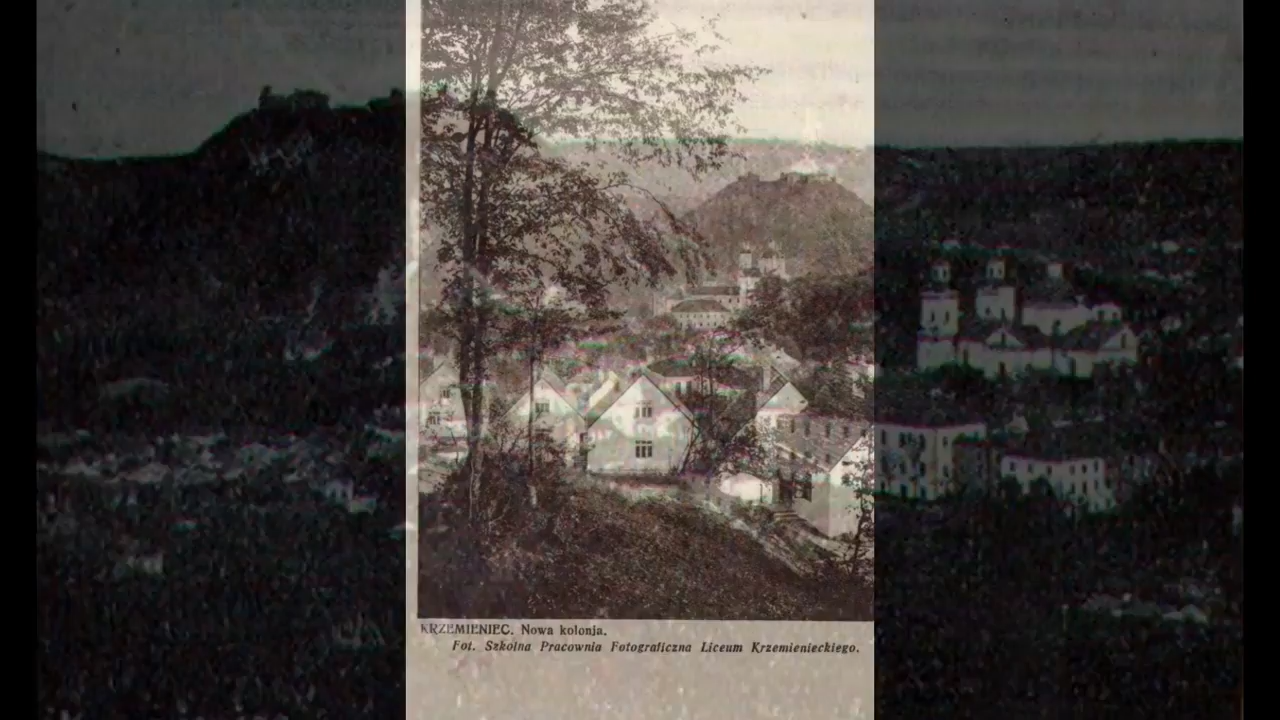 KRZEMIENIEC. Nowa kolonja.
Fot. Szkolna Pracownia Fotograficzna Liceum Krzemienieckiego.